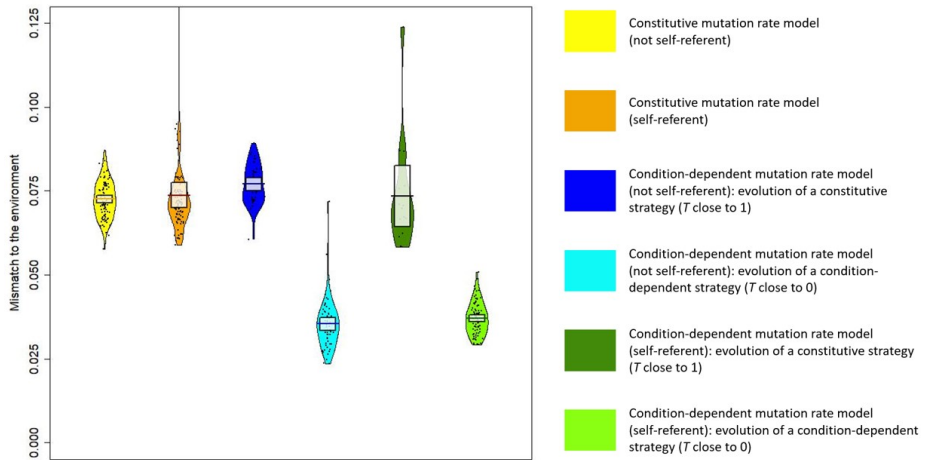 Mismatch to the environment
0.125
0.100
0.075
0.050
0.025
0.000
Constitutive mutation rate model
(not self-referent)
Constitutive mutation rate model
(self-referent)
Condition-dependent mutation rate model
(not self-referent): evolution of a constitutive
strategy (T close to 1)
Condition-dependent mutation rate model
(not self-referent): evolution of a condition-
dependent strategy (T close to 0)
Condition-dependent mutation rate model
(self-referent): evolution of a constitutive strategy
(T close to 1)
Condition-dependent mutation rate model
(self-referent): evolution of a condition-dependent
strategy (T close to 0)